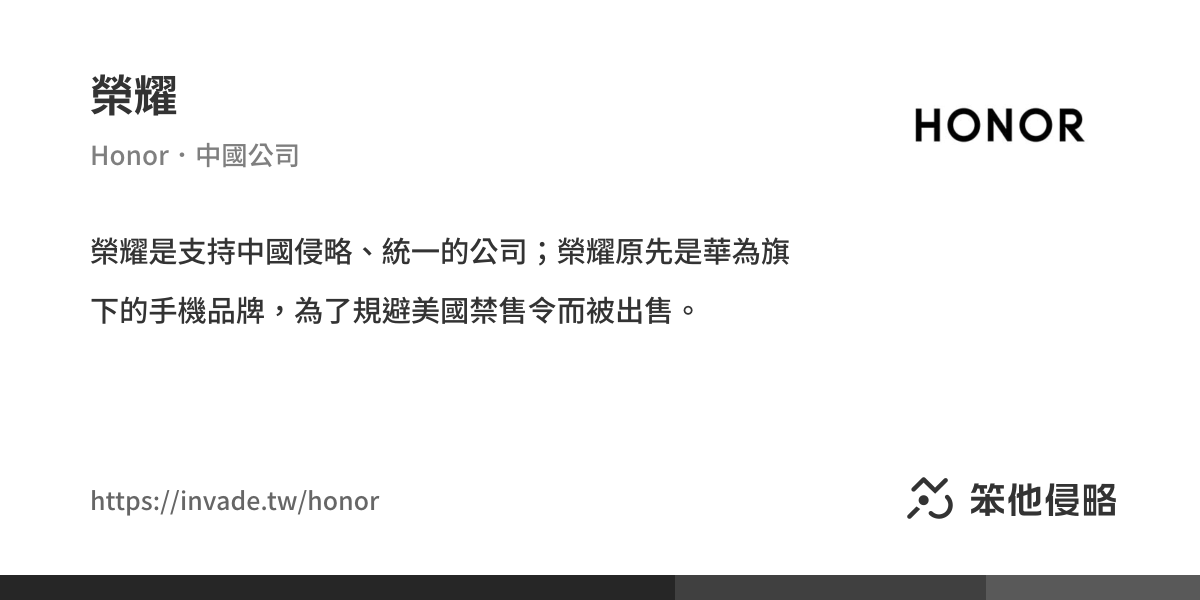 榮耀
Honor・中國公司
HONOR
榮耀是支持中國侵略、統一的公司；榮耀原先是華為旗
下的手機品牌，為了規避美國禁售令而被出售。
https://invade.tw/honor
笨他侵略